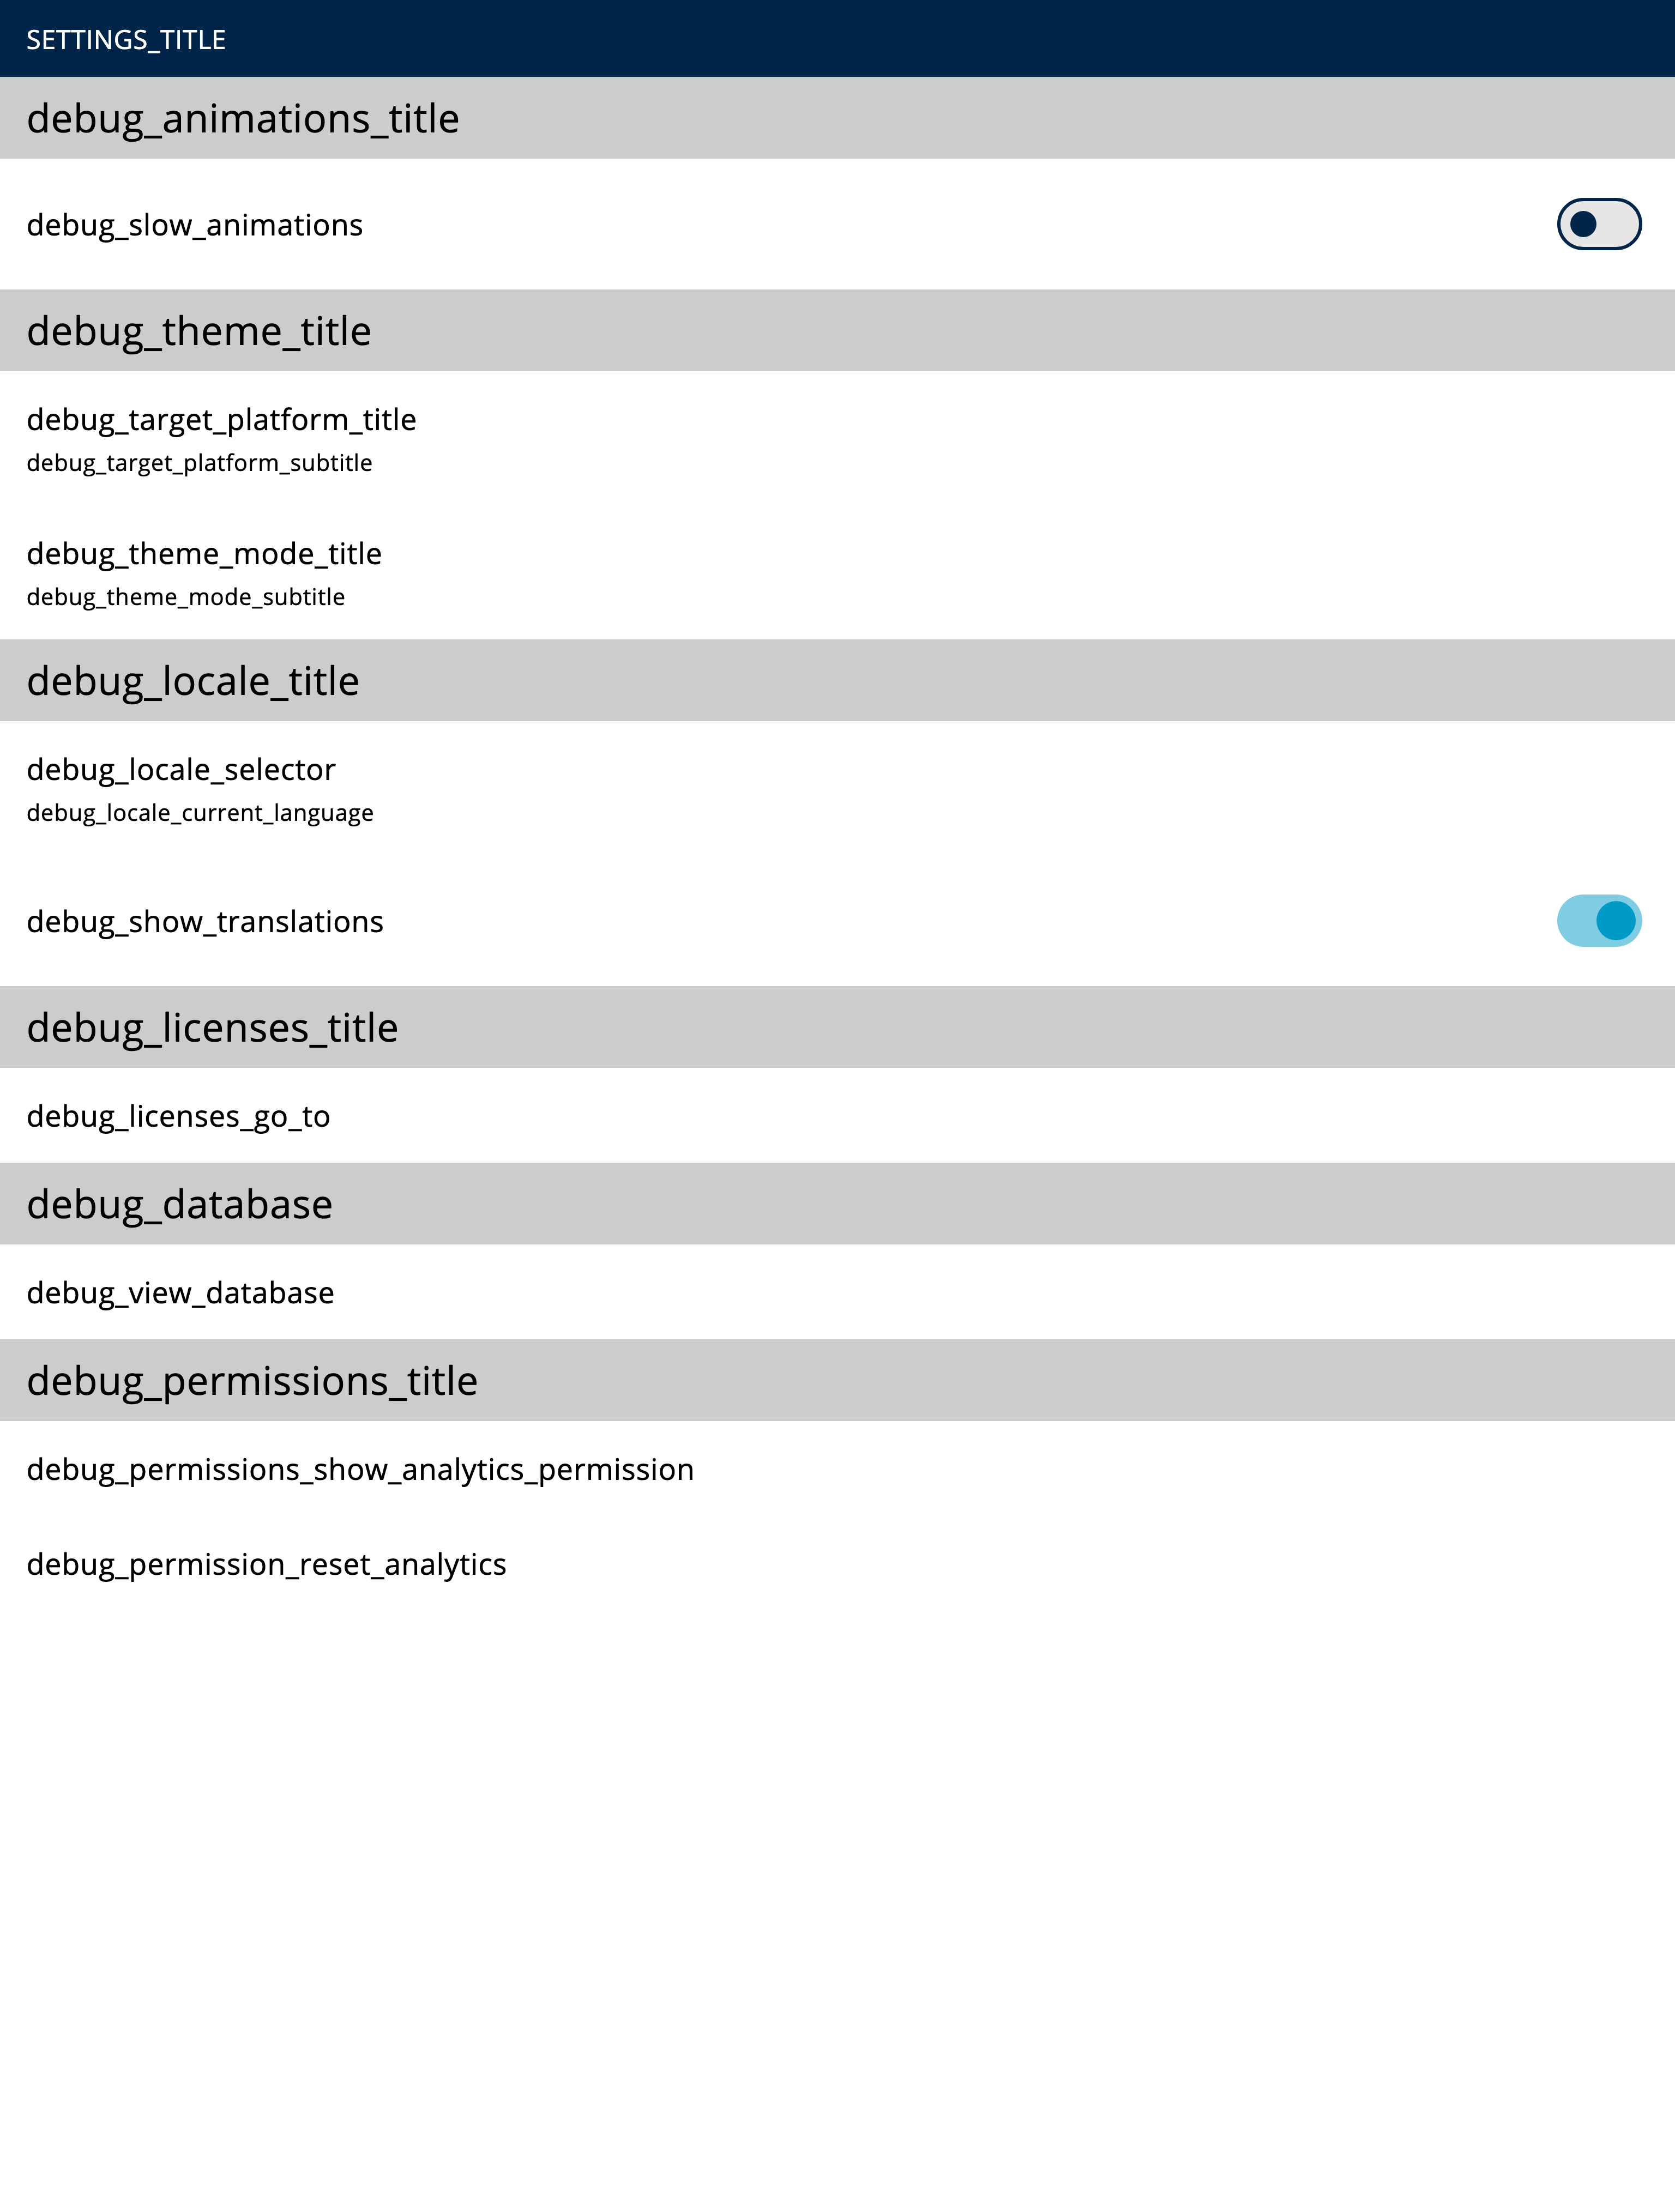 SETTINGS_TITLE
debug_animations_title
debug_slow_animations
debug_theme_title
debug_target_platform_title
debug_target_platform_subtitle
debug_theme_mode_title
debug_theme_mode_subtitle
debug_locale_title
debug_locale_selector
debug_locale_current_language
debug_show_translations
debug_licenses_title
debug_licenses_go_to
debug_database
debug_view_database
debug_permissions_title
debug_permissions_show_analytics_permission
debug_permission_reset_analytics